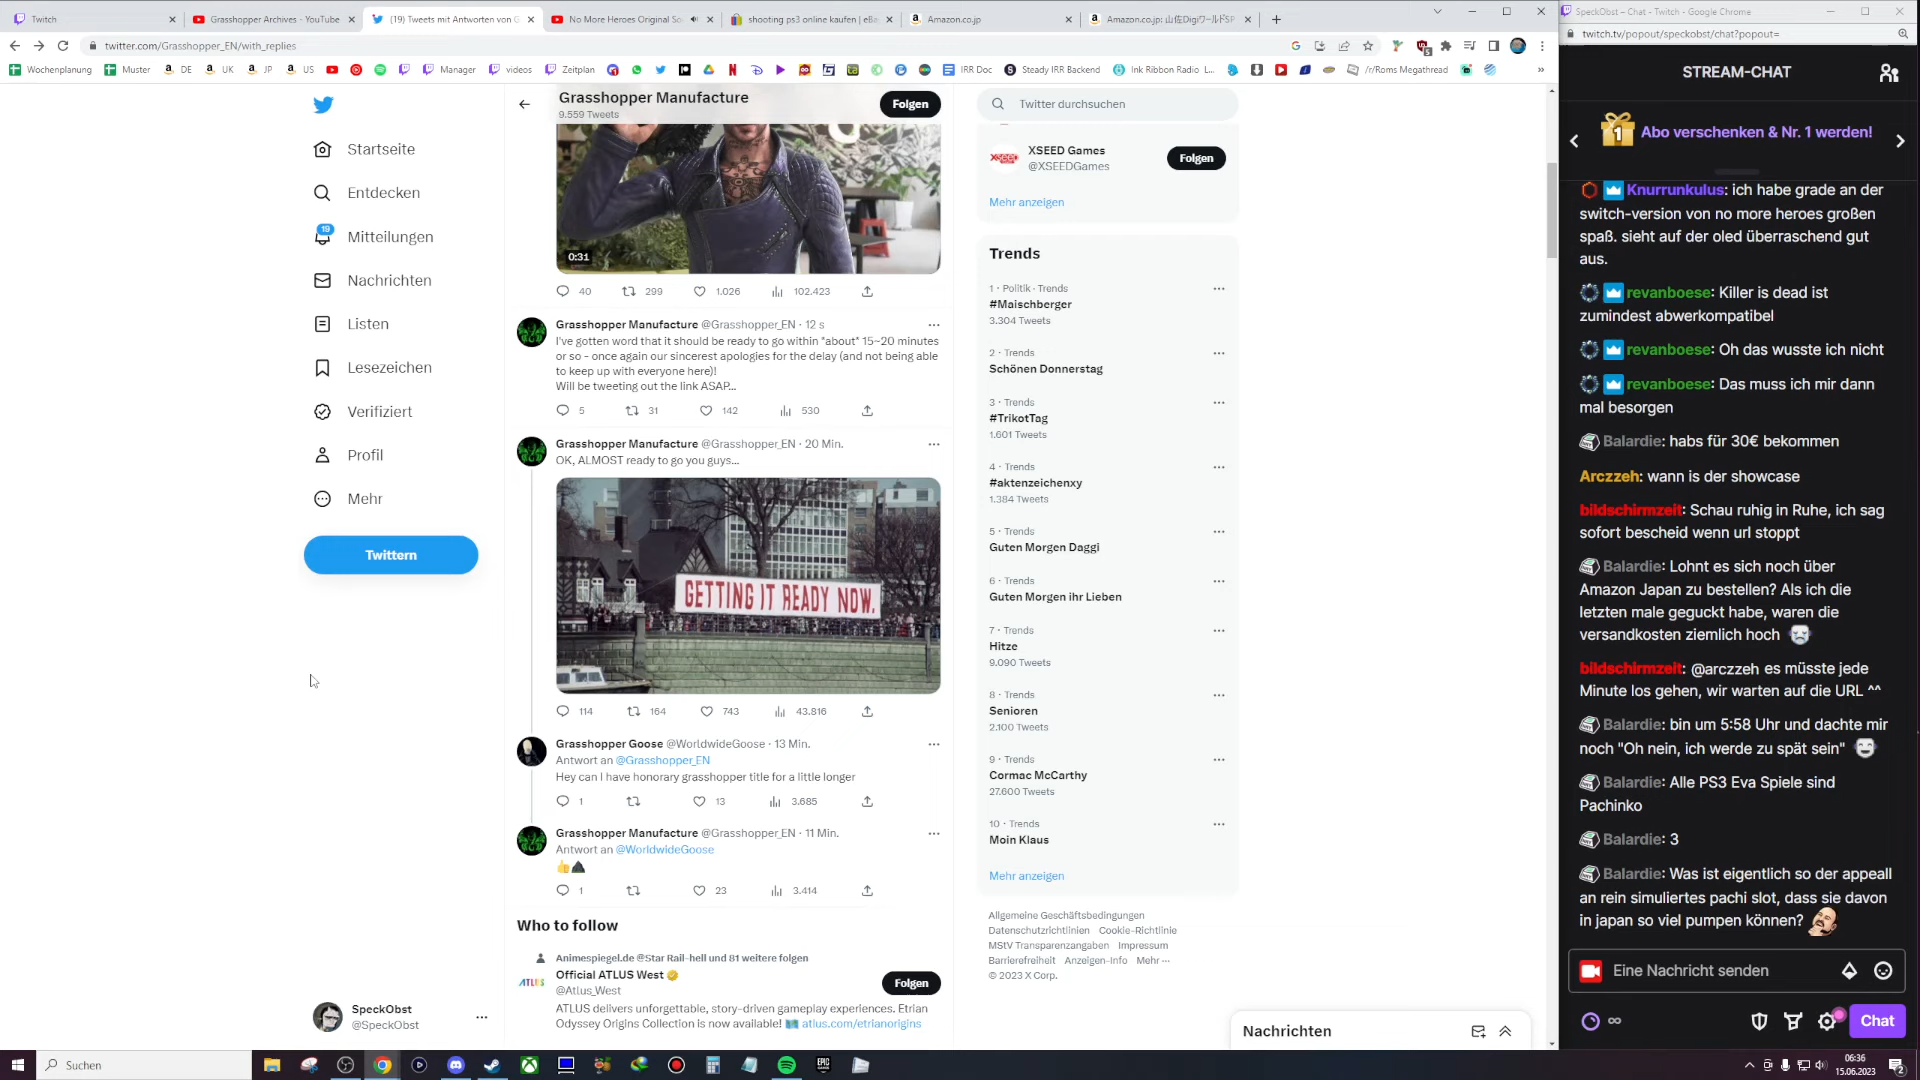 Twitch
Grasshopper Archives - YouTube
(19) Tweets mit Antworten von G
No More Heroes Original So
shooting ps3 online kaufen | eBa
Amazon.co.jp
Amazon.co.jp: 山佐DigiワールドSP
SpeckObst – Chat - Twitch - Google Chrome
twitter.com/Grasshopper_EN/with_replies
twitch.tv/popout/speckobst/chat?popout=
Wochenplanung
Muster
DE
UK
JP
US
Manager
videos
Zeitplan
IRR Doc
Steady IRR Backend
Ink Ribbon Radio L...
/r/Roms Megathread
»
Grasshopper Manufacture
9.559 Tweets
Folgen
Startseite
Entdecken
19
Mitteilungen
Nachrichten
Listen
Lesezeichen
Verifiziert
Profil
Mehr
Twittern
SpeckObst
@SpeckObst
0:31
40 299 1.026 102.423
Grasshopper Manufacture @Grasshopper_EN · 12 s
I've gotten word that it should be ready to go within *about* 15~20 minutes
or so - once again our sincerest apologies for the delay (and not being able
to keep up with everyone here)!
Will be tweeting out the link ASAP...
5 31 142 530
Grasshopper Manufacture @Grasshopper_EN · 20 Min.
OK, ALMOST ready to go you guys...
GETTING IT READY NOW.
114 164 743 43.816
Grasshopper Goose @WorldwideGoose · 13 Min.
Antwort an @Grasshopper_EN
Hey can I have honorary grasshopper title for a little longer
1 13 3.685
Grasshopper Manufacture @Grasshopper_EN · 11 Min.
Antwort an @WorldwideGoose
1 23 3.414
Who to follow
Animespiegel.de @Star Rail-hell und 81 weitere folgen
Official ATLUS West
@Atlus_West
Folgen
ATLUS delivers unforgettable, story-driven gameplay experiences. Etrian
Odyssey Origins Collection is now available! atlus.com/etrianorigins
Twitter durchsuchen
XSEED Games
@XSEEDGames
Folgen
Mehr anzeigen
Trends
1 · Politik · Trends
#Maischberger
3.304 Tweets
2 · Trends
Schönen Donnerstag
3 · Trends
#TrikotTag
1.601 Tweets
4 · Trends
#aktenzeichenxy
1.384 Tweets
5 · Trends
Guten Morgen Daggi
6 · Trends
Guten Morgen ihr Lieben
7 · Trends
Hitze
9.090 Tweets
8 · Trends
Senioren
2.100 Tweets
9 · Trends
Cormac McCarthy
27.600 Tweets
10 · Trends
Moin Klaus
Mehr anzeigen
Allgemeine Geschäftsbedingungen
Datenschutzrichtlinien Cookie-Richtlinie
MStV Transparenzangaben Impressum
Barrierefreiheit Anzeigen-Info Mehr ···
© 2023 X Corp.
Nachrichten
STREAM-CHAT
1
Abo verschenken & Nr. 1 werden!
Knurrunkulus: ich habe grade an der
switch-version von no more heroes großen
spaß. sieht auf der oled überraschend gut
aus.
revanboese: Killer is dead ist
zumindest abwerkompatibel
revanboese: Oh das wusste ich nicht
revanboese: Das muss ich mir dann
mal besorgen
Balardie: habs für 30€ bekommen
Arczzeh: wann is der showcase
bildschirmzeit: Schau ruhig in Ruhe, ich sag
sofort bescheid wenn url stoppt
Balardie: Lohnt es sich noch über
Amazon Japan zu bestellen? Als ich die
letzten male geguckt habe, waren die
versandkosten ziemlich hoch
bildschirmzeit: @arczzeh es müsste jede
Minute los gehen, wir warten auf die URL ^^
Balardie: bin um 5:58 Uhr und dachte mir
noch "Oh nein, ich werde zu spät sein"
Balardie: Alle PS3 Eva Spiele sind
Pachinko
Balardie: 3
Balardie: Was ist eigentlich so der appeall
an rein simuliertes pachi slot, dass sie davon
in japan so viel pumpen können?
Eine Nachricht senden
Chat
Suchen
06:36
15.06.2023
2